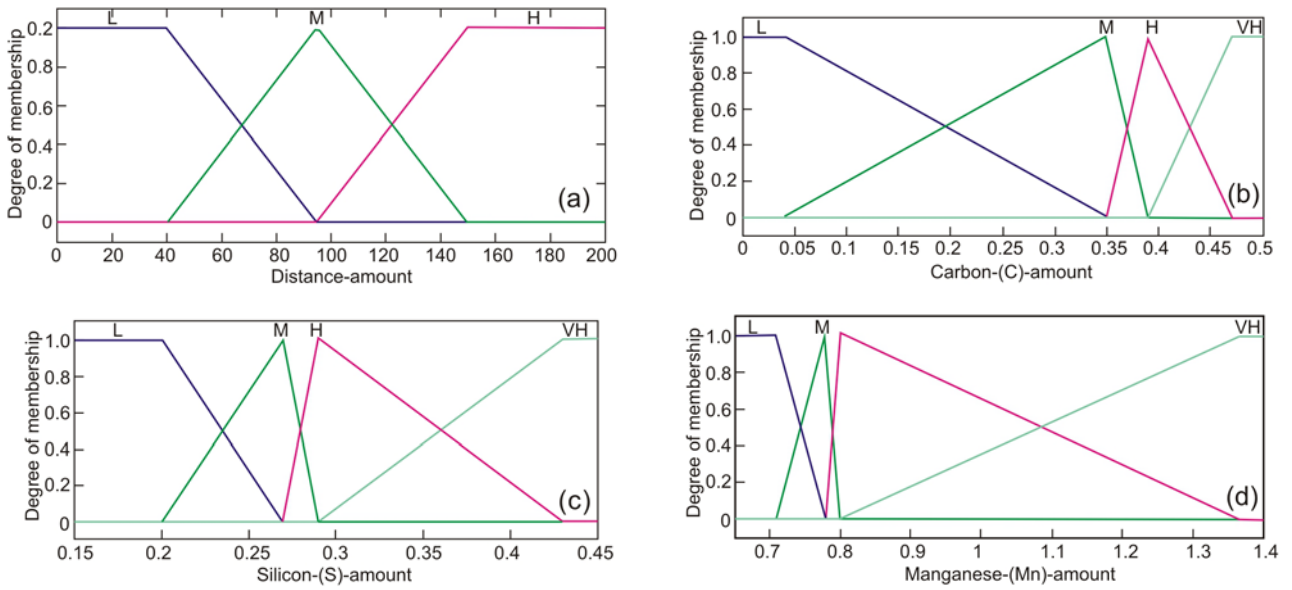 L M H
0.2
0.8
0.6
0.4
0.2
0
Degree of membership
(a)
0 20 40 60 80 100 120 140 160 180 200
Distance-amount
L M H VH
1.0
0.8
0.6
0.4
0.2
0
Degree of membership
(b)
0 0.05 0.1 0.15 0.2 0.25 0.3 0.35 0.4 0.45 0.5
Carbon-(C)-amount
L M H VH
1.0
0.8
0.6
0.4
0.2
0
Degree of membership
(c)
0.15 0.2 0.25 0.3 0.35 0.4 0.45
Silicon-(S)-amount
L M VH
1.0
0.8
0.6
0.4
0.2
0
Degree of membership
(d)
0.7 0.8 0.9 1 1.1 1.2 1.3 1.4
Manganese-(Mn)-amount